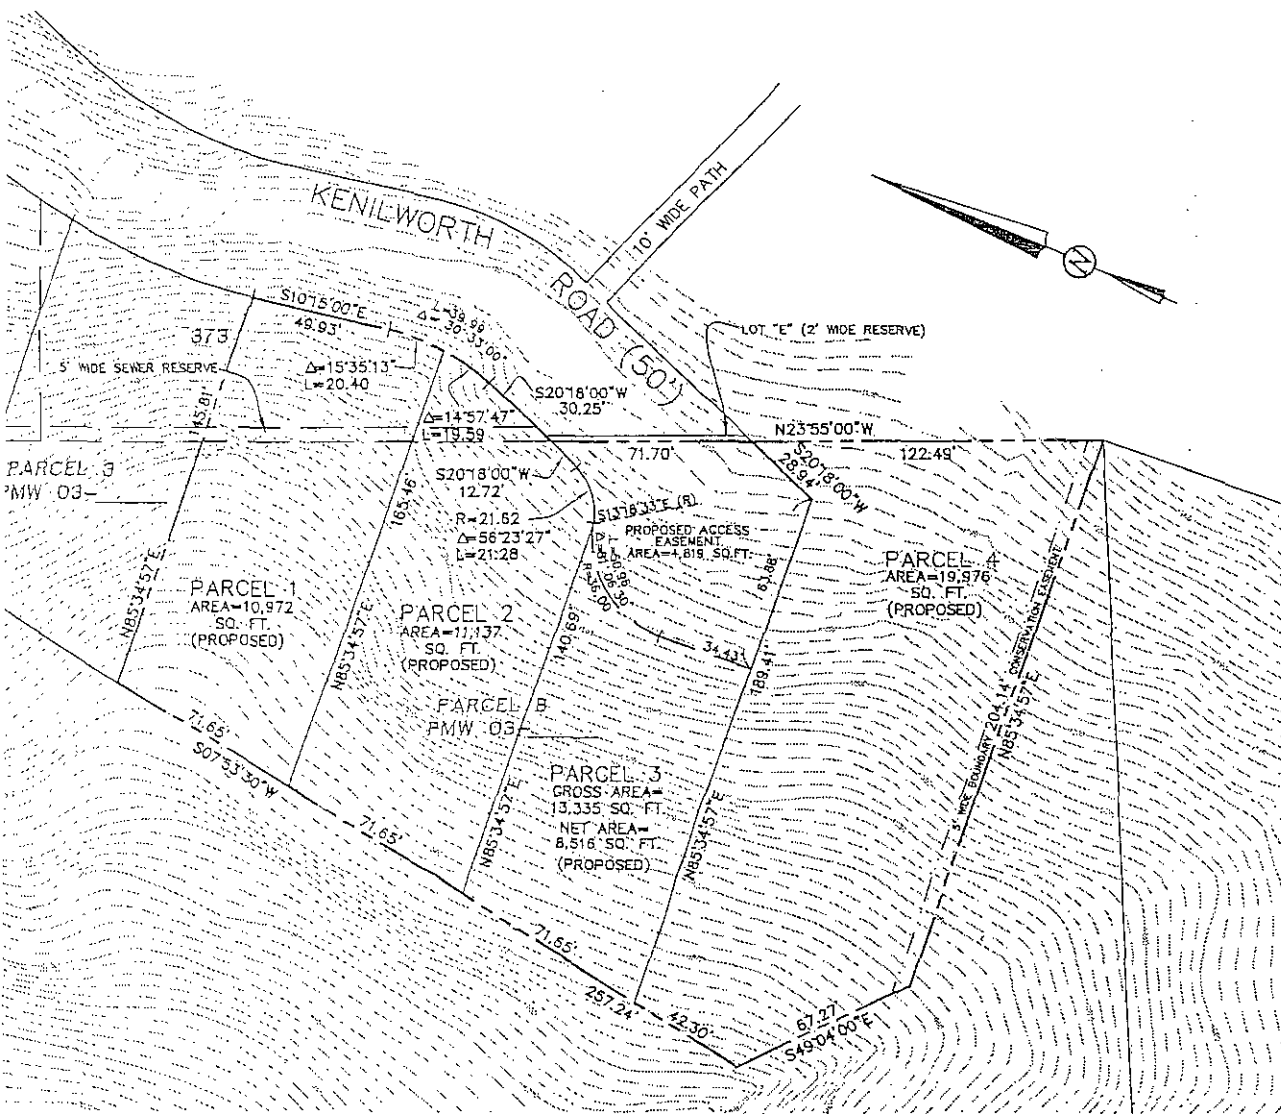 KENILWORTH
ROAD (50')
10' WIDE PATH
N
LOT "E" (2' WIDE RESERVE)
S10°15'00"E
49.93'
L=39.99
Δ= 30°33'00"
373
5' WIDE SEWER RESERVE
Δ=15°35'13"
L=20.40
S20°18'00"W
30.25'
Δ=14°57'47"
L=19.59
N23°55'00"W
71.70'
122.49'
S20°18'00"W
28.94'
145.81'
PARCEL 3
PMW 03-
165.46'
S20°18'00"W
12.72'
R=21.62
Δ=56°23'27"
L=21.28
S13°18'33"E (R)
PROPOSED ACCESS
EASEMENT
AREA=4,819 SQ.FT.
R=36.00
63.88'
34.43'
PARCEL 4
AREA=19,976
SQ. FT.
(PROPOSED)
PARCEL 1
AREA=10,972
SQ. FT.
(PROPOSED)
N85°34'57"E
PARCEL 2
AREA=11,137
SQ. FT.
(PROPOSED)
N85°34'57"E
140.69'
189.41'
5' WIDE BOUNDARY 204.14' CONSERVATION EASEMENT
N85°34'57"E
PARCEL B
PMW 03-
71.65'
S07°53'30"W
PARCEL 3
GROSS AREA=
13,335 SQ. FT.
NET AREA=
8,516 SQ. FT.
(PROPOSED)
N85°34'57"E
N85°34'57"E
71.65'
71.65'
257.24'
42.30'
67.27'
S49°04'00"E